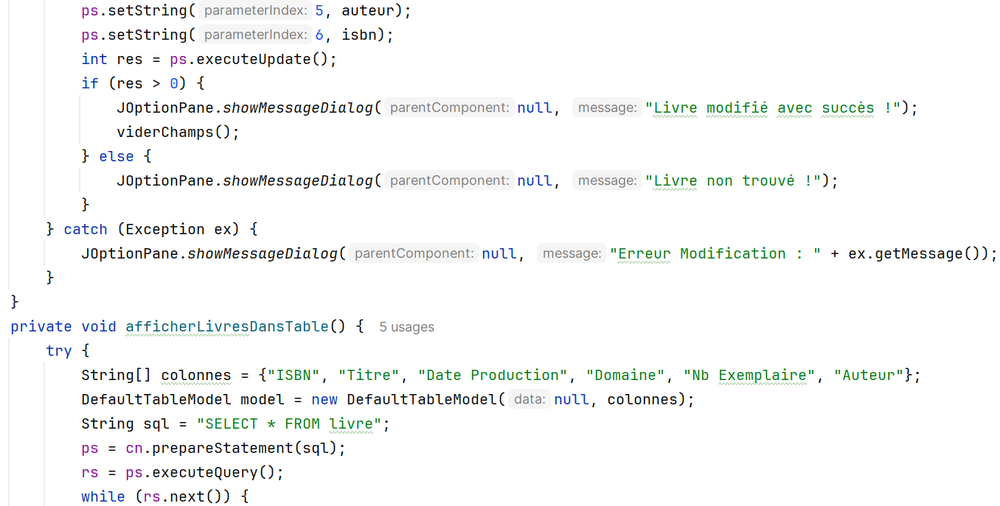 ps.setString( parameterIndex: 5, auteur);
ps.setString( parameterIndex: 6, isbn);
int res = ps.executeUpdate();
if (res > 0) {
JOptionPane.showMessageDialog( parentComponent: null, message: "Livre modifié avec succès !");
viderChamps();
} else {
JOptionPane.showMessageDialog( parentComponent: null, message: "Livre non trouvé !");
}
} catch (Exception ex) {
JOptionPane.showMessageDialog( parentComponent: null, message: "Erreur Modification : " + ex.getMessage());
}
}
private void afficherLivresDansTable() { 5 usages
try {
String[] colonnes = {"ISBN", "Titre", "Date Production", "Domaine", "Nb Exemplaire", "Auteur"};
DefaultTableModel model = new DefaultTableModel( data: null, colonnes);
String sql = "SELECT * FROM livre";
ps = cn.prepareStatement(sql);
rs = ps.executeQuery();
while (rs.next()) {